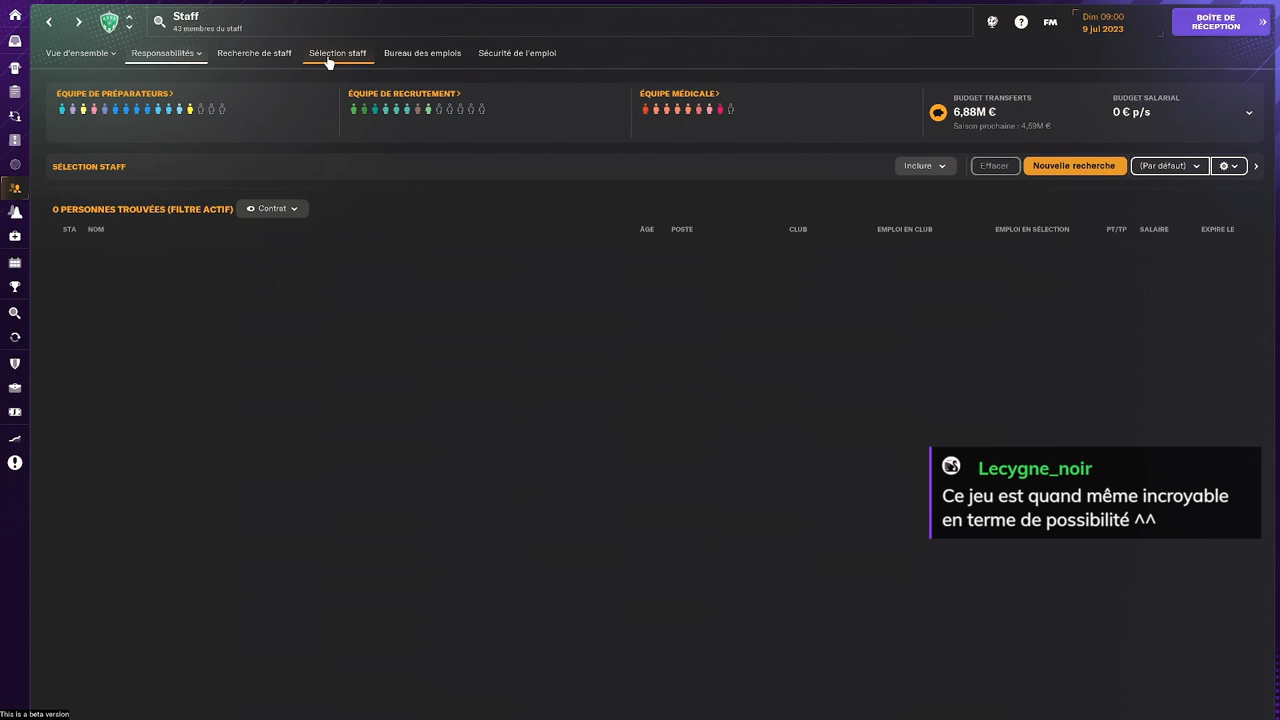 Staff
43 membres du staff
FM
Dim 09:00
9 jul 2023
BOÎTE DE
RÉCEPTION
Vue d'ensemble
Responsabilités
Recherche de staff
Sélection staff
Bureau des emplois
Sécurité de l'emploi
ÉQUIPE DE PRÉPARATEURS
ÉQUIPE DE RECRUTEMENT
ÉQUIPE MÉDICALE
BUDGET TRANSFERTS
6,88M €
Saison prochaine : 4,59M €
BUDGET SALARIAL
0 € p/s
SÉLECTION STAFF
Inclure
Effacer
Nouvelle recherche
(Par défaut)
0 PERSONNES TROUVÉES (FILTRE ACTIF)
Contrat
STA NOM ÂGE POSTE CLUB EMPLOI EN CLUB EMPLOI EN SÉLECTION PT/TP SALAIRE EXPIRE LE
Lecygne_noir
Ce jeu est quand même incroyable
en terme de possibilité ^^
This is a beta version